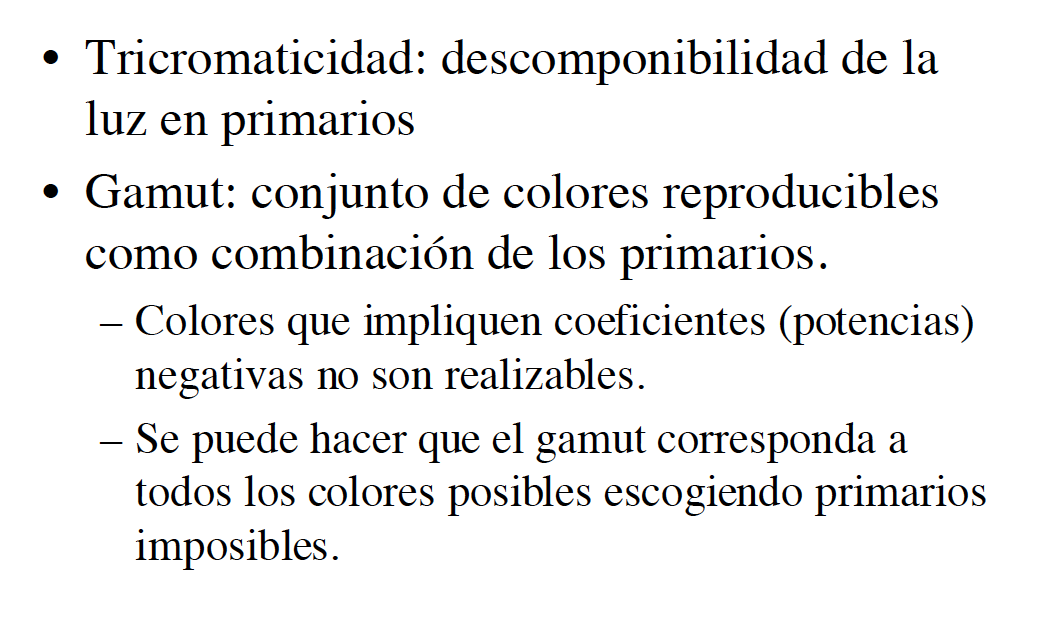 • Tricromaticidad: descomponibilidad de la
luz en primarios
• Gamut: conjunto de colores reproducibles
como combinación de los primarios.
– Colores que impliquen coeficientes (potencias)
negativas no son realizables.
– Se puede hacer que el gamut corresponda a
todos los colores posibles escogiendo primarios
imposibles.